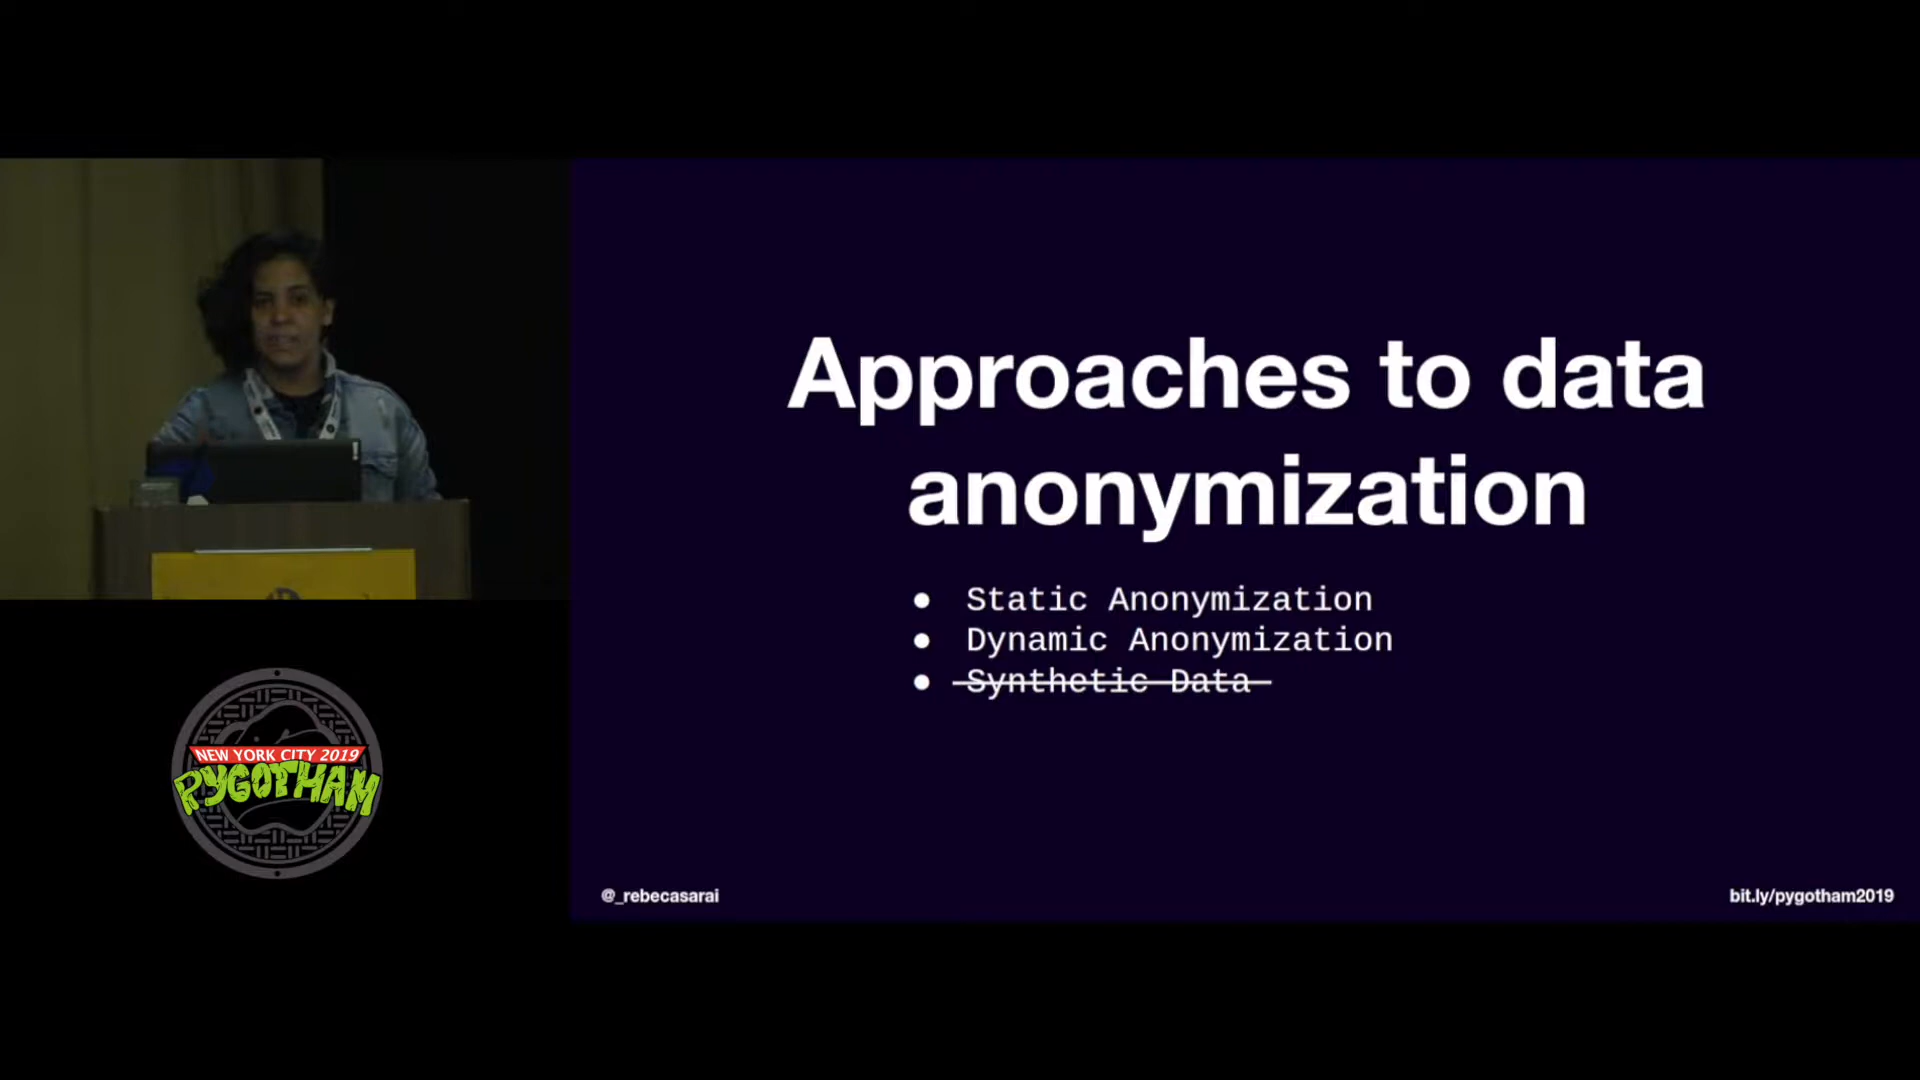 Approaches to data
anonymization
● Static Anonymization
● Dynamic Anonymization
● Synthetic Data
NEW YORK CITY 2019
PYGOTHAM
@_rebecasarai
bit.ly/pygotham2019